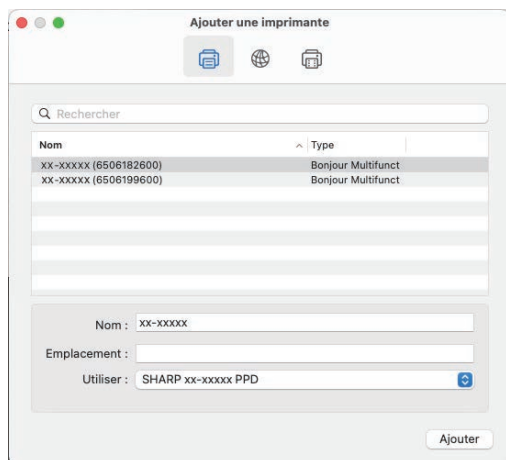 Ajouter une imprimante
Rechercher
Nom Type
xx-xxxxx (6506182600) Bonjour Multifunct
xx-xxxxx (6506199600) Bonjour Multifunct
Nom : xx-xxxxx
Emplacement :
Utiliser : SHARP xx-xxxxx PPD
Ajouter